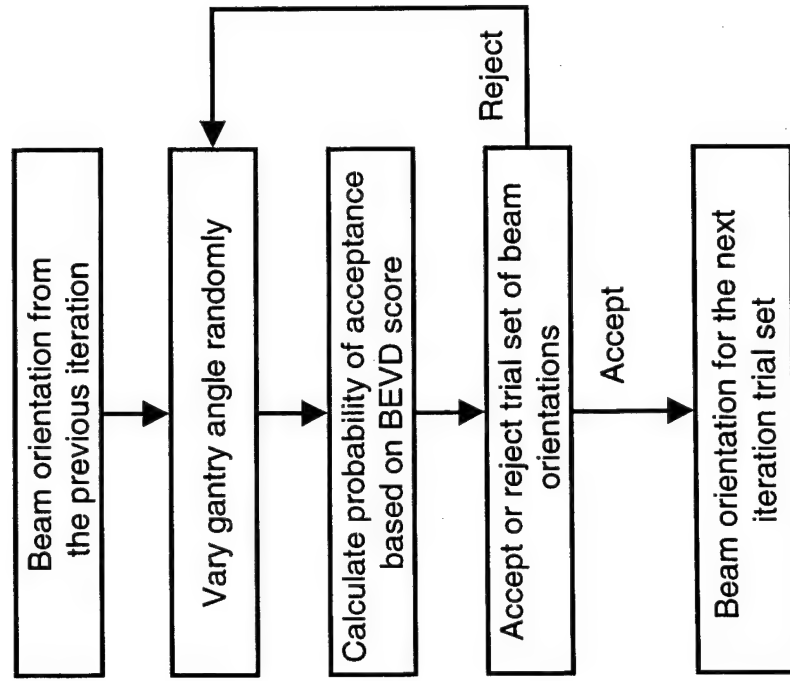 Beam orientation from
the previous iteration
Vary gantry angle randomly
Calculate probability of acceptance
based on BEVD score
Accept or reject trial set of beam
orientations
Reject
Accept
Beam orientation for the next
iteration trial set